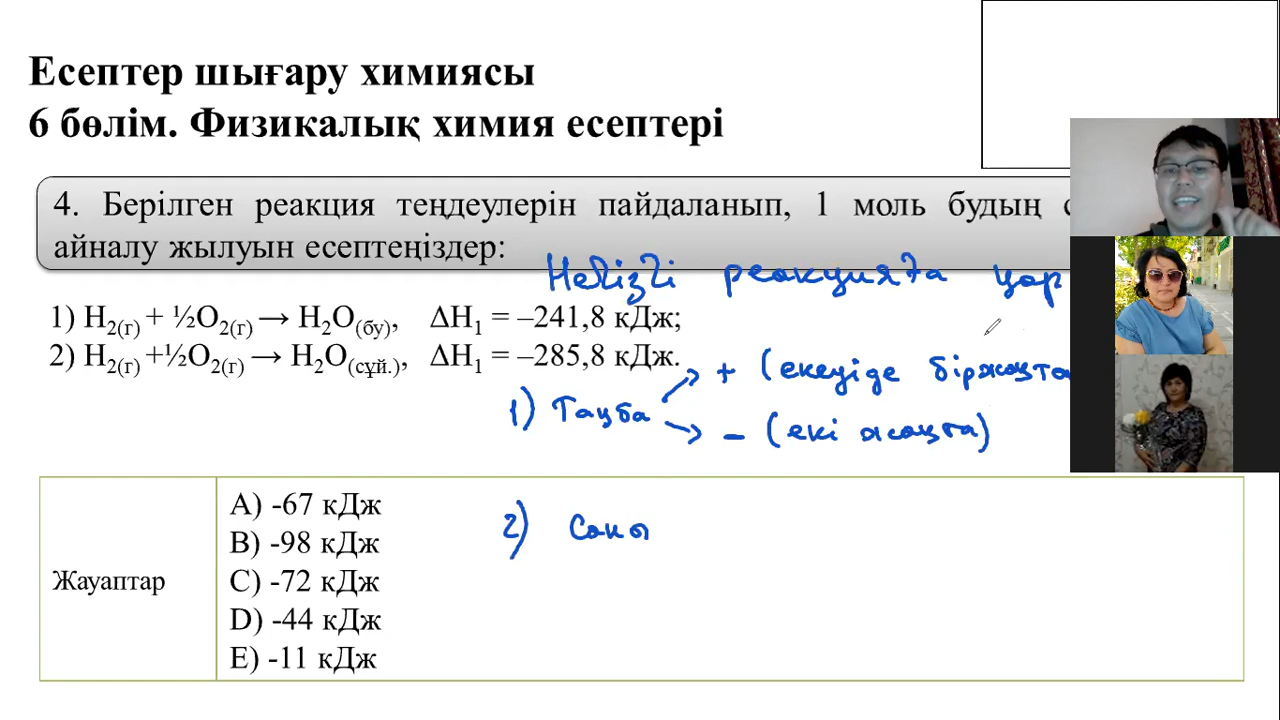 Есептер шығару химиясы
6 бөлім. Физикалық химия есептері
4. Берілген реакция теңдеулерін пайдаланып, 1 моль будың
айналу жылуын есептеңіздер:
Негізгі реакцияда қар
1) H₂₍г₎ + ½O₂₍г₎ → H₂O₍бу₎, ΔH₁ = –241,8 кДж;
2) H₂₍г₎ +½O₂₍г₎ → H₂O₍сұй.₎, ΔH₁ = –285,8 кДж.
+ (екеуіде біржақта
1) Таңба
– (екі жақта)
Жауаптар
A) -67 кДж
B) -98 кДж
C) -72 кДж
D) -44 кДж
E) -11 кДж
2) Саны